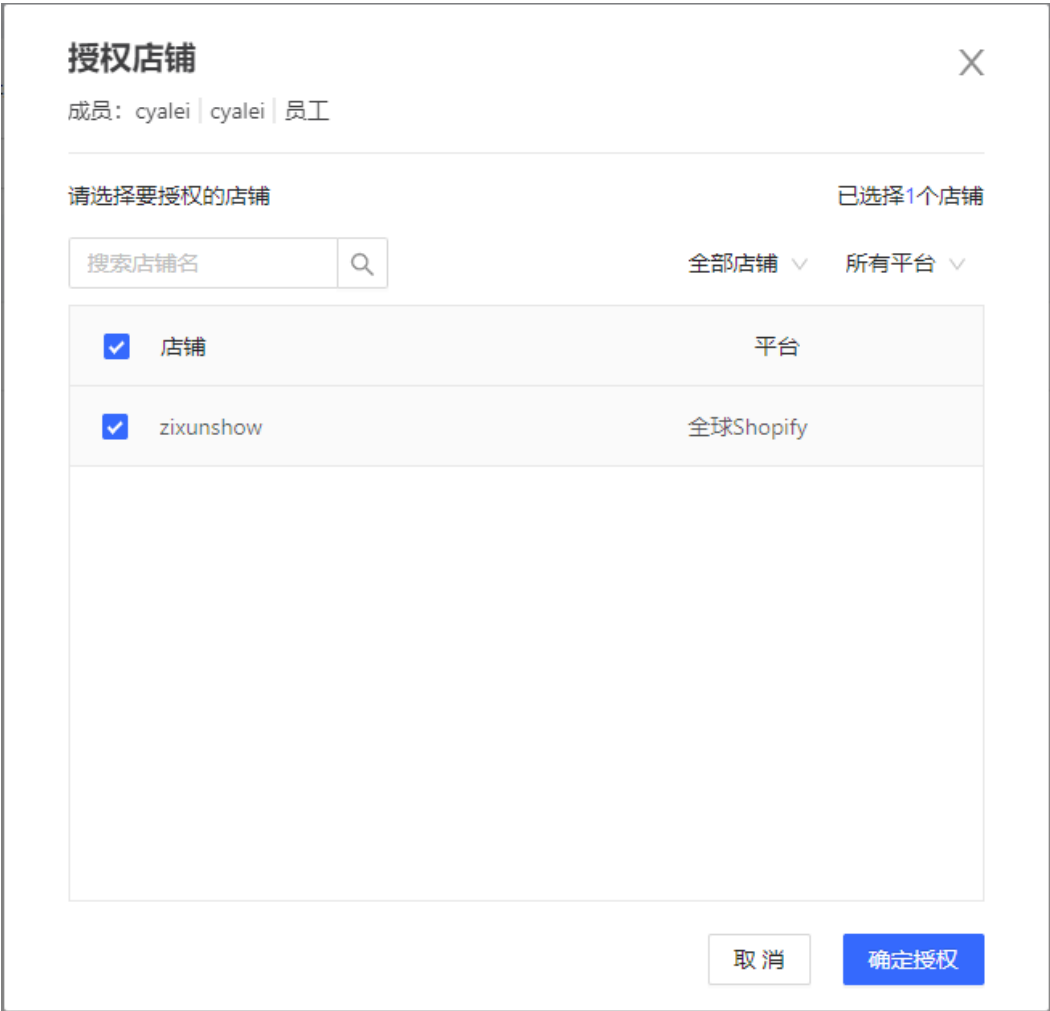 授权店铺
成员：cyalei cyalei 员工
请选择要授权的店铺 已选择1个店铺
搜索店铺名 全部店铺 所有平台
店铺 平台
zixunshow 全球Shopify
取 消 确定授权